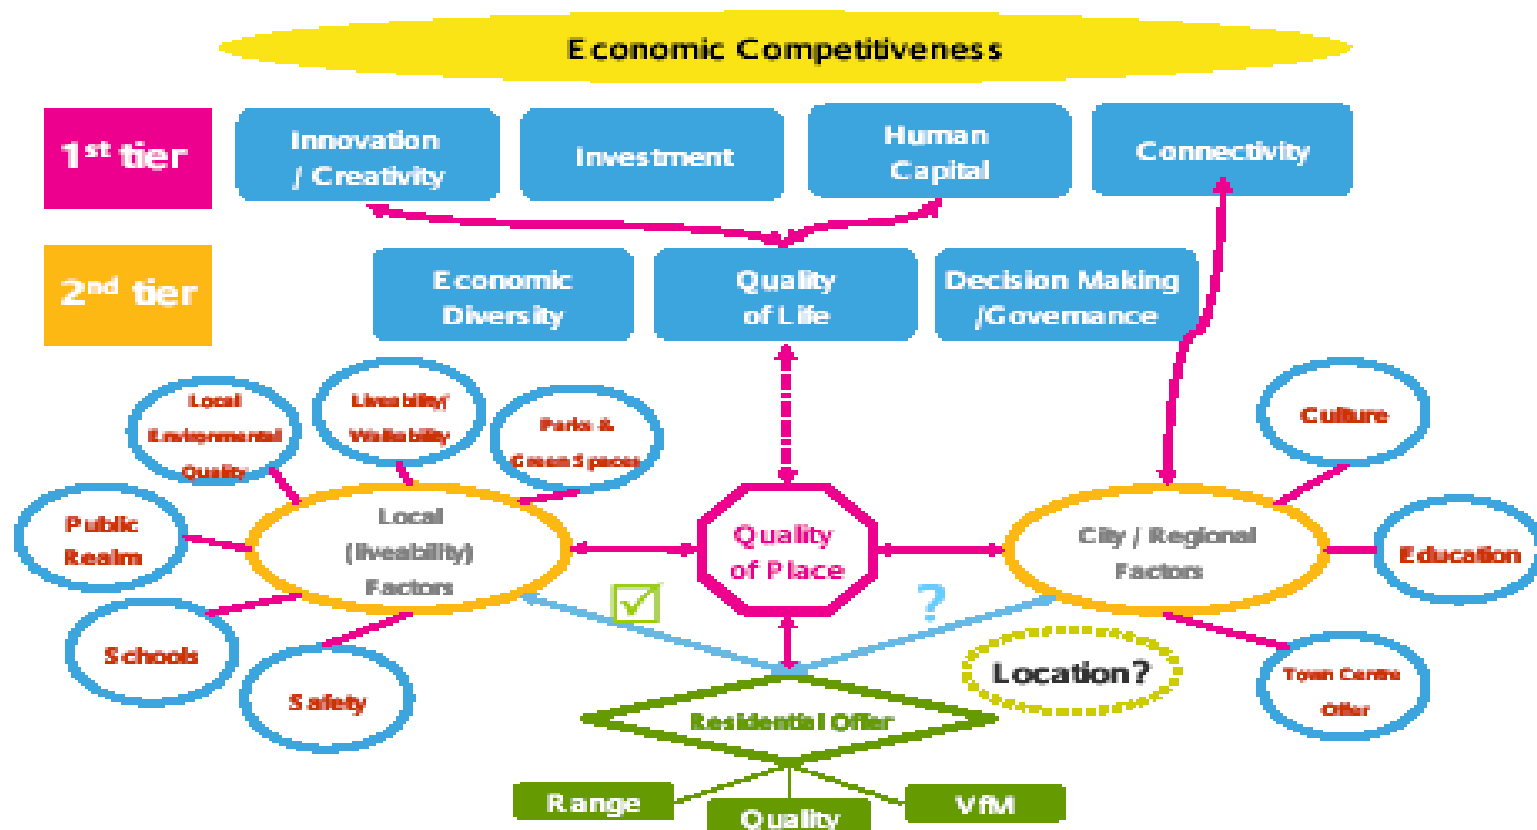 Economic Competitiveness
1st tier
Innovation
/ Creativity
Investment
Human
Capital
Connectivity
2nd tier
Economic
Diversity
Quality
of Life
Decision Making
/Governance
Local
Environmental
Quality
Liveability/
Walkability
Parks &
Green Spaces
Culture
Public
Realm
Local
(liveability)
Factors
Quality
of Place
City / Regional
Factors
Education
?
Schools
Safety
Location?
Town Centre
Offer
Residential Offer
Range
Quality
VfM